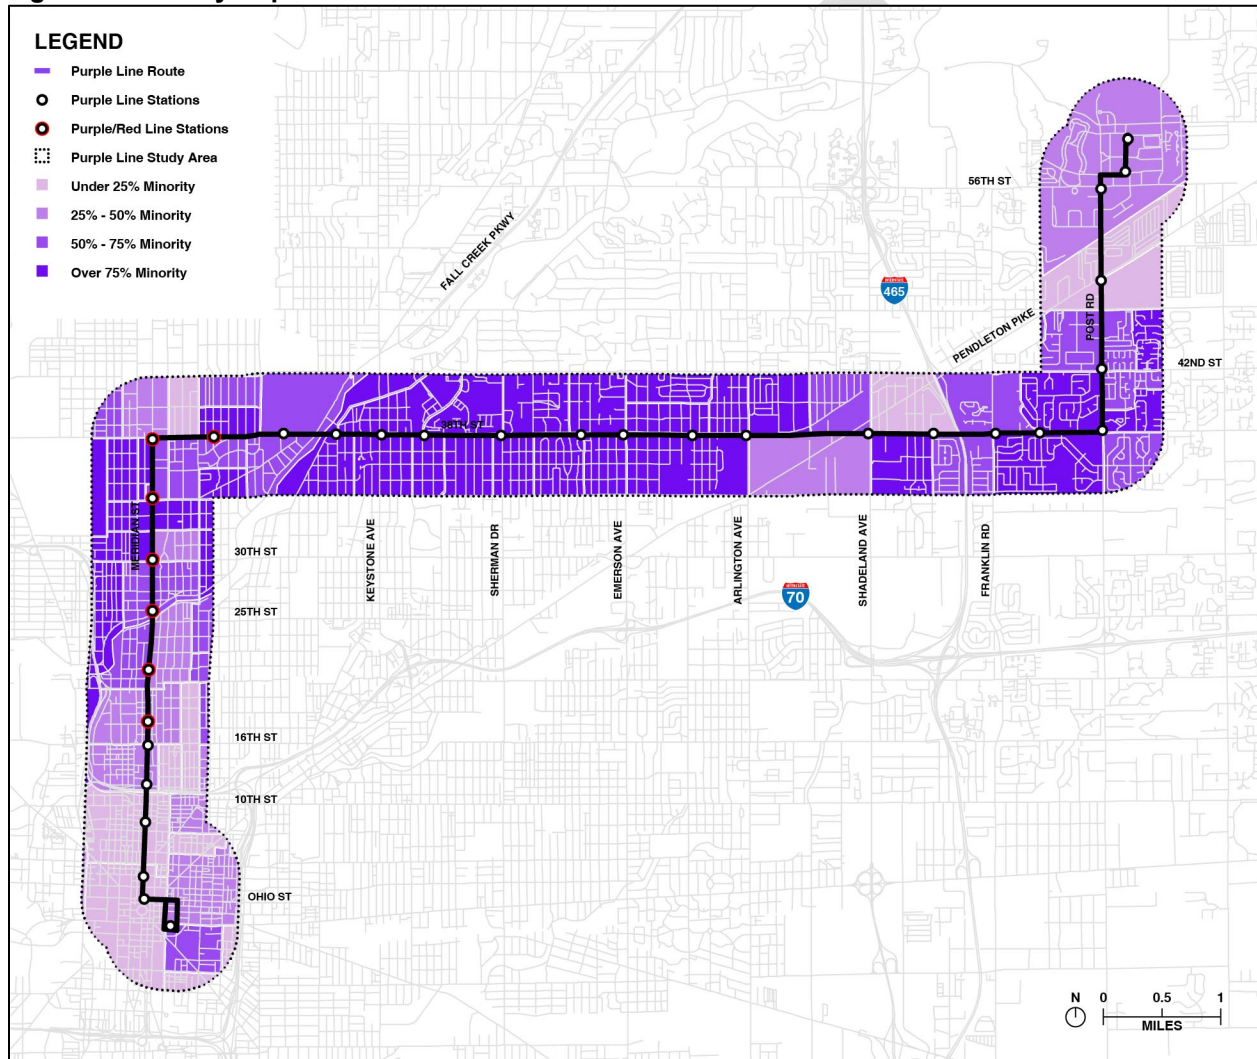 LEGEND
Purple Line Route
Purple Line Stations
Purple/Red Line Stations
Purple Line Study Area
Under 25% Minority
25% - 50% Minority
50% - 75% Minority
Over 75% Minority
56TH ST
FALL CREEK PKWY
465
POST RD
PENDLETON PIKE
42ND ST
38TH ST
MERIDIAN ST
30TH ST
KEYSTONE AVE
SHERMAN DR
EMERSON AVE
ARLINGTON AVE
SHADELAND AVE
FRANKLIN RD
70
25TH ST
16TH ST
10TH ST
OHIO ST
N 0 0.5 1
MILES